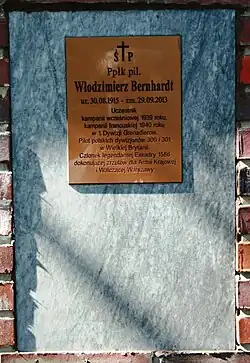 Ś P
Ppłk pil.
Włodzimierz Bernhardt
ur. 30.08.1915 - zm. 29.09.2013
Uczestnik
kampanii wrześniowej 1939 roku,
kampanii francuskiej 1940 roku
w 1 Dywizji Grenadierów.
Pilot polskich dywizjonów 300 i 301
w Wielkiej Brytanii.
Członek legendarnej Eskadry 1586
dokonującej zrzutów dla Armii Krajowej
i Walczącej Warszawy